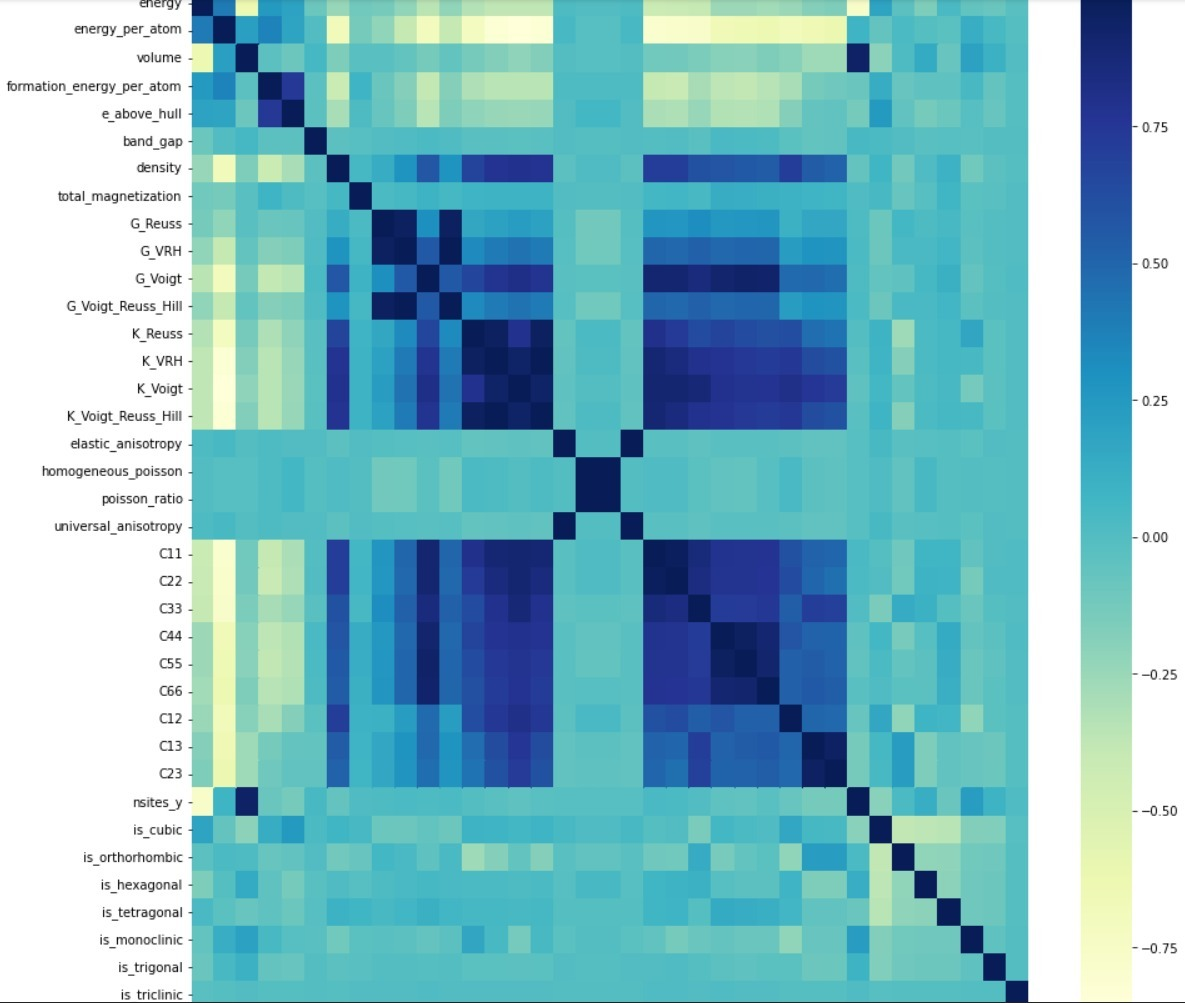 energy
energy_per_atom
volume
formation_energy_per_atom
e_above_hull
band_gap
density
total_magnetization
G_Reuss
G_VRH
G_Voigt
G_Voigt_Reuss_Hill
K_Reuss
K_VRH
K_Voigt
K_Voigt_Reuss_Hill
elastic_anisotropy
homogeneous_poisson
poisson_ratio
universal_anisotropy
C11
C22
C33
C44
C55
C66
C12
C13
C23
nsites_y
is_cubic
is_orthorhombic
is_hexagonal
is_tetragonal
is_monoclinic
is_trigonal
is_triclinic
0.75
0.50
0.25
0.00
−0.25
−0.50
−0.75